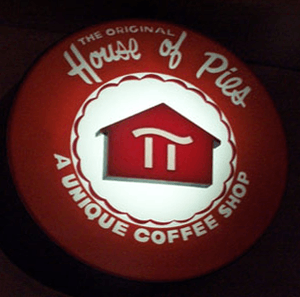 THE ORIGINAL
House of Pies
π
A UNIQUE COFFEE SHOP